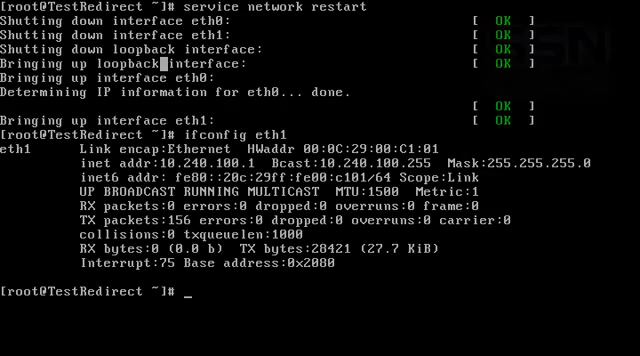 [root@TestRedirect ~]# service network restart
Shutting down interface eth0: [ OK ]
Shutting down interface eth1: [ OK ]
Shutting down loopback interface: [ OK ]
Bringing up loopback interface: [ OK ]
Bringing up interface eth0:
Determining IP information for eth0... done.
[ OK ]
Bringing up interface eth1: [ OK ]
[root@TestRedirect ~]# ifconfig eth1
eth1 Link encap:Ethernet HWaddr 00:0C:29:00:C1:01
inet addr:10.240.100.1 Bcast:10.240.100.255 Mask:255.255.255.0
inet6 addr: fe80::20c:29ff:fe00:c101/64 Scope:Link
UP BROADCAST RUNNING MULTICAST MTU:1500 Metric:1
RX packets:0 errors:0 dropped:0 overruns:0 frame:0
TX packets:156 errors:0 dropped:0 overruns:0 carrier:0
collisions:0 txqueuelen:1000
RX bytes:0 (0.0 b) TX bytes:28421 (27.7 KiB)
Interrupt:75 Base address:0x2080
[root@TestRedirect ~]# _